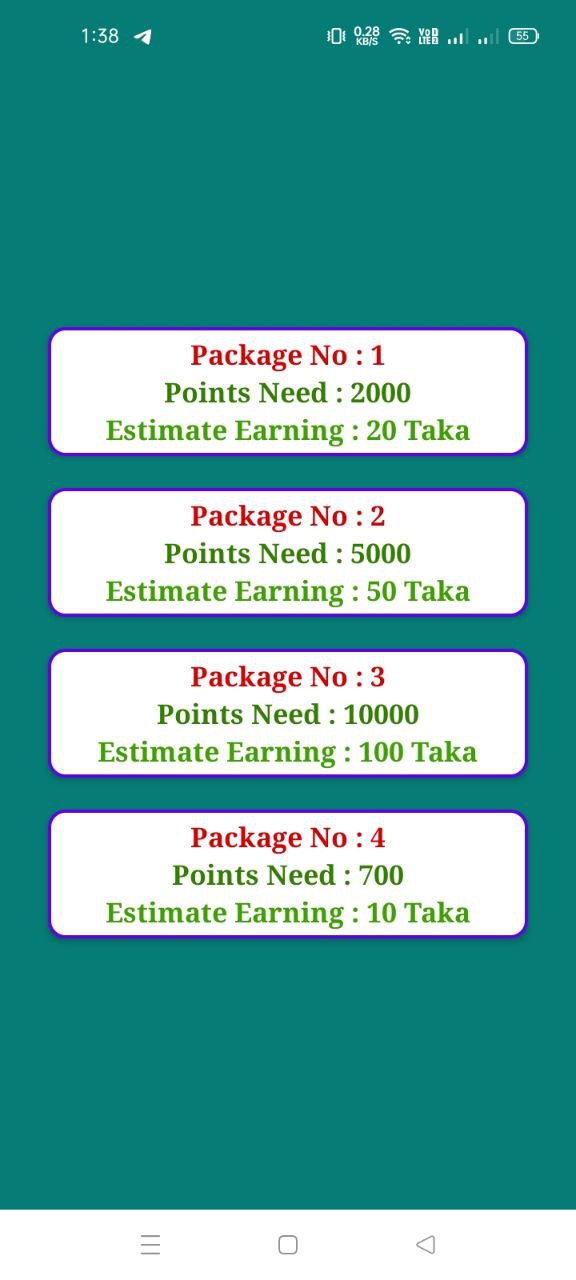 1:38
0.28
KB/S
VoD
LTE 2
55
Package No : 1
Points Need : 2000
Estimate Earning : 20 Taka
Package No : 2
Points Need : 5000
Estimate Earning : 50 Taka
Package No : 3
Points Need : 10000
Estimate Earning : 100 Taka
Package No : 4
Points Need : 700
Estimate Earning : 10 Taka